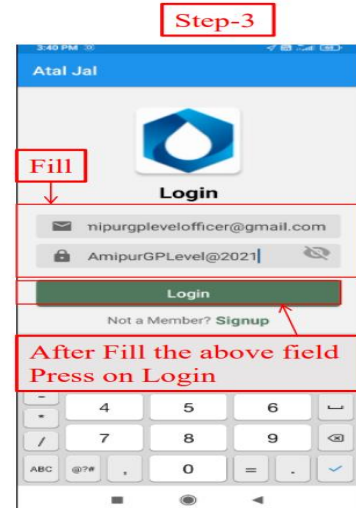 Step-3
3:40 PM
Atal Jal
Fill
Login
nipurgplevelofficer@gmail.com
AmipurGPLevel@2021
Login
Not a Member? Signup
After Fill the above field
Press on Login
-
* 4 5 6
/ 7 8 9
ABC @?# , 0 = .